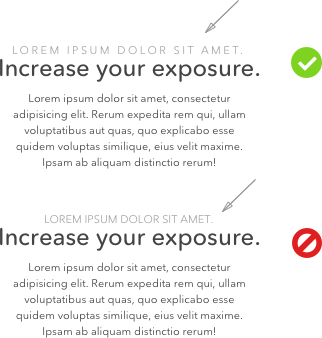 LOREM IPSUM DOLOR SIT AMET.
Increase your exposure.
Lorem ipsum dolor sit amet, consectetur
adipisicing elit. Rerum expedita rem qui, ullam
voluptatibus aut quas, quo explicabo esse
quidem voluptas similique, eius velit maxime.
Ipsam ab aliquam distinctio rerum!
LOREM IPSUM DOLOR SIT AMET.
Increase your exposure.
Lorem ipsum dolor sit amet, consectetur
adipisicing elit. Rerum expedita rem qui, ullam
voluptatibus aut quas, quo explicabo esse
quidem voluptas similique, eius velit maxime.
Ipsam ab aliquam distinctio rerum!